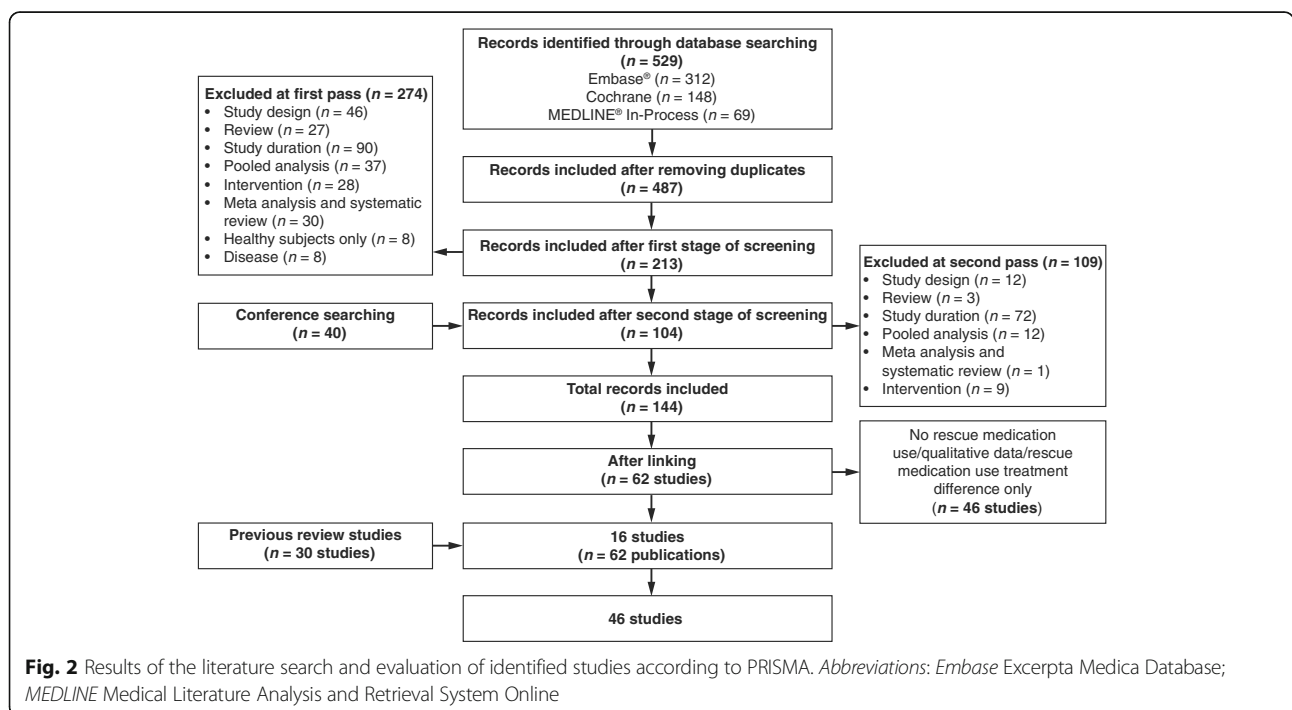 Records identified through database searching
(n = 529)
Embase® (n = 312)
Cochrane (n = 148)
MEDLINE® In-Process (n = 69)
Excluded at first pass (n = 274)
• Study design (n = 46)
• Review (n = 27)
• Study duration (n = 90)
• Pooled analysis (n = 37)
• Intervention (n = 28)
• Meta analysis and systematic
review (n = 30)
• Healthy subjects only (n = 8)
• Disease (n = 8)
Records included after removing duplicates
(n = 487)
Records included after first stage of screening
(n = 213)
Excluded at second pass (n = 109)
• Study design (n = 12)
• Review (n = 3)
• Study duration (n = 72)
• Pooled analysis (n = 12)
• Meta analysis and
systematic review (n = 1)
• Intervention (n = 9)
Conference searching
(n = 40)
Records included after second stage of screening
(n = 104)
Total records included
(n = 144)
After linking
(n = 62 studies)
No rescue medication
use/qualitative data/rescue
medication use treatment
difference only
(n = 46 studies)
Previous review studies
(n = 30 studies)
16 studies
(n = 62 publications)
46 studies
Fig. 2 Results of the literature search and evaluation of identified studies according to PRISMA. Abbreviations: Embase Excerpta Medica Database;
MEDLINE Medical Literature Analysis and Retrieval System Online